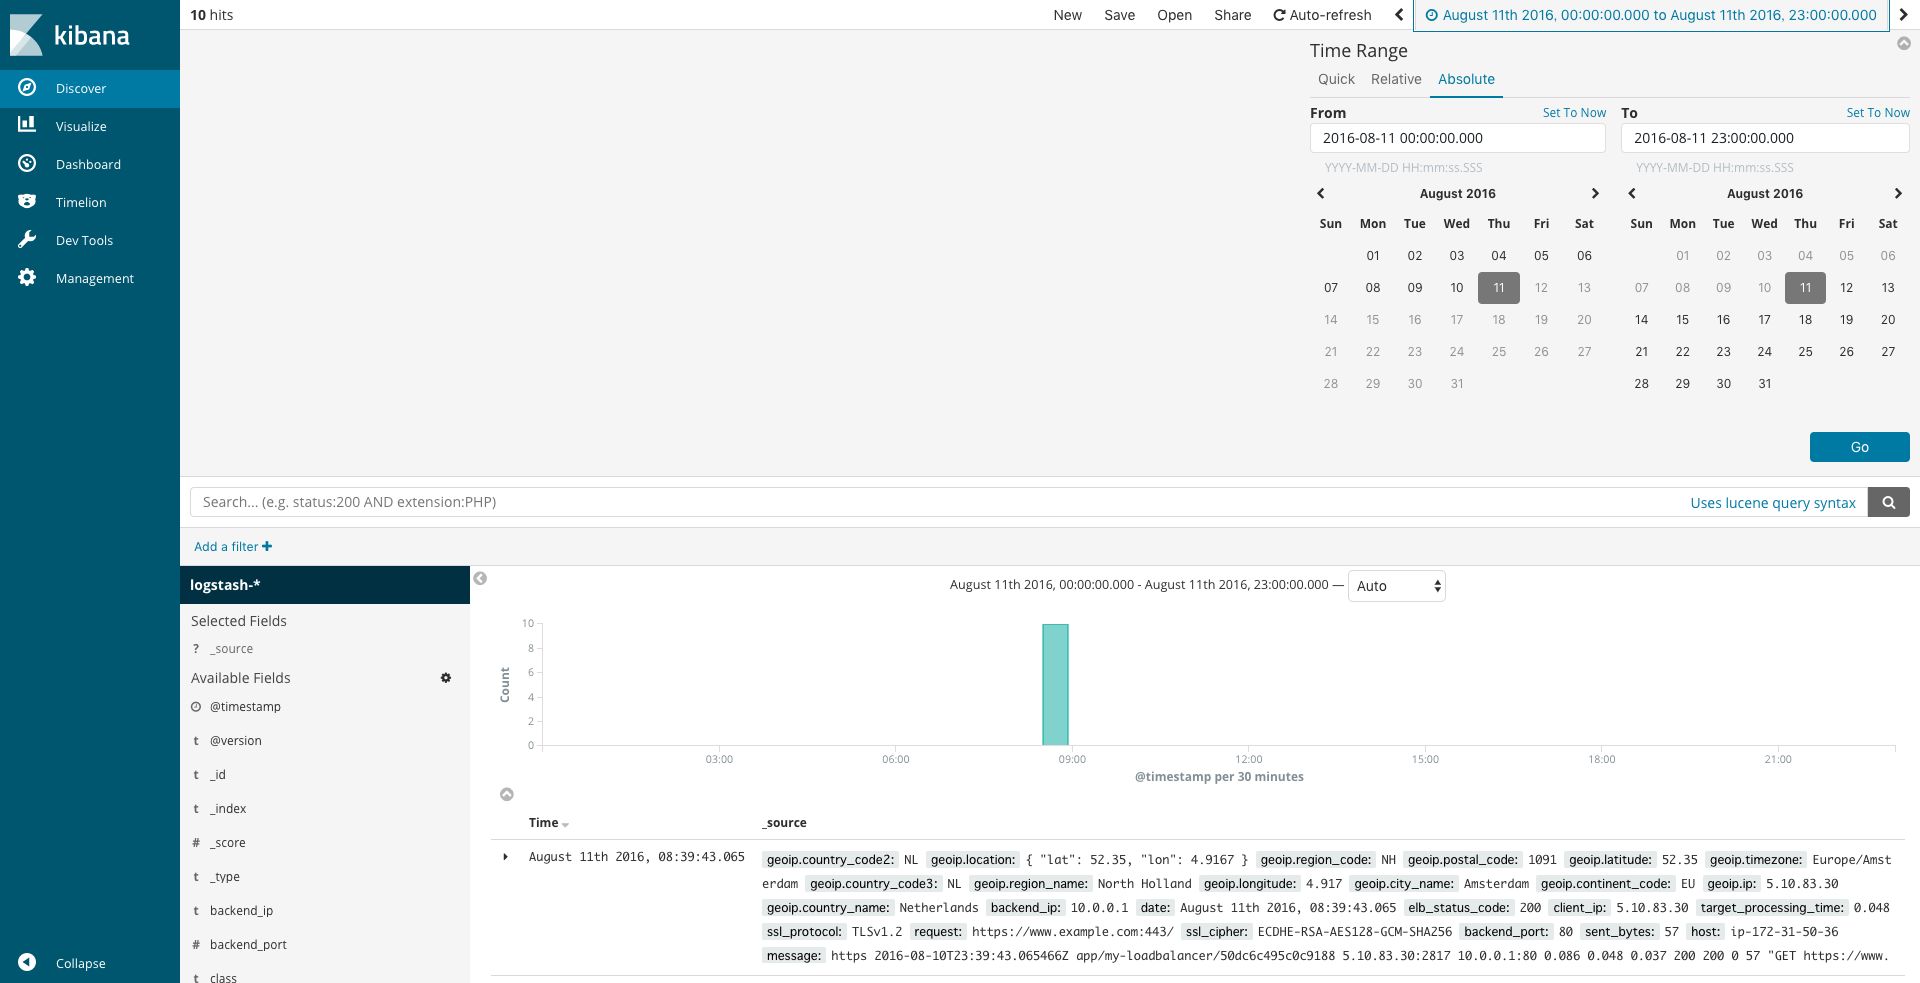 kibana
Discover
Visualize
Dashboard
Timelion
Dev Tools
Management
Collapse
10 hits
New Save Open Share Auto-refresh August 11th 2016, 00:00:00.000 to August 11th 2016, 23:00:00.000
Time Range
Quick Relative Absolute
From Set To Now To Set To Now
2016-08-11 00:00:00.000 2016-08-11 23:00:00.000
YYYY-MM-DD HH:mm:ss.SSS YYYY-MM-DD HH:mm:ss.SSS
August 2016 August 2016
Sun Mon Tue Wed Thu Fri Sat Sun Mon Tue Wed Thu Fri Sat
01 02 03 04 05 06 01 02 03 04 05 06
07 08 09 10 11 12 13 07 08 09 10 11 12 13
14 15 16 17 18 19 20 14 15 16 17 18 19 20
21 22 23 24 25 26 27 21 22 23 24 25 26 27
28 29 30 31 28 29 30 31
Go
Search... (e.g. status:200 AND extension:PHP) Uses lucene query syntax
Add a filter +
logstash-*
Selected Fields
? _source
Available Fields
@timestamp
t @version
t _id
t _index
# _score
t _type
t backend_ip
# backend_port
t class
August 11th 2016, 00:00:00.000 - August 11th 2016, 23:00:00.000 — Auto
Count
10
8
6
4
2
0
03:00 06:00 09:00 12:00 15:00 18:00 21:00
@timestamp per 30 minutes
Time _source
August 11th 2016, 08:39:43.065
geoip.country_code2: NL geoip.location: { "lat": 52.35, "lon": 4.9167 } geoip.region_code: NH geoip.postal_code: 1091 geoip.latitude: 52.35 geoip.timezone: Europe/Amst
erdam geoip.country_code3: NL geoip.region_name: North Holland geoip.longitude: 4.917 geoip.city_name: Amsterdam geoip.continent_code: EU geoip.ip: 5.10.83.30
geoip.country_name: Netherlands backend_ip: 10.0.0.1 date: August 11th 2016, 08:39:43.065 elb_status_code: 200 client_ip: 5.10.83.30 target_processing_time: 0.048
ssl_protocol: TLSv1.2 request: https://www.example.com:443/ ssl_cipher: ECDHE-RSA-AES128-GCM-SHA256 backend_port: 80 sent_bytes: 57 host: ip-172-31-50-36
message: https 2016-08-10T23:39:43.065466Z app/my-loadbalancer/50dc6c495c0c9188 5.10.83.30:2817 10.0.0.1:80 0.086 0.048 0.037 200 200 0 57 "GET https://www.